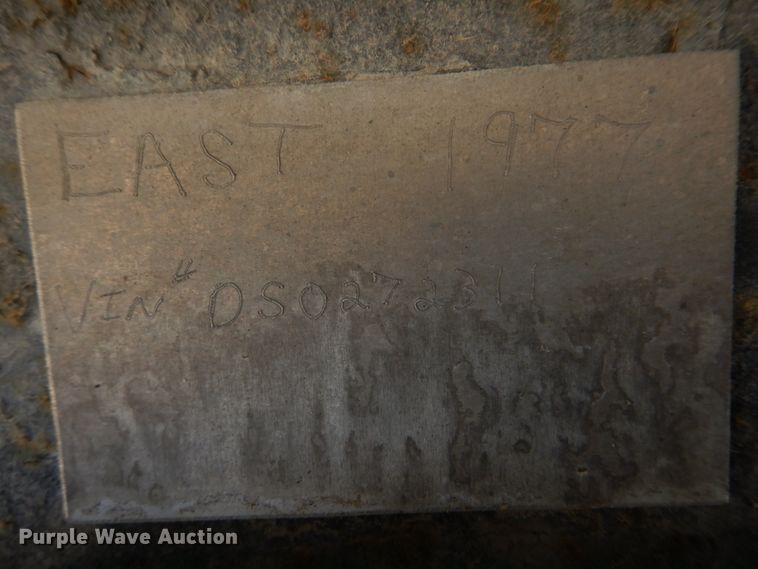 EAST 1977
VIN# DS0272311
Purple Wave Auction